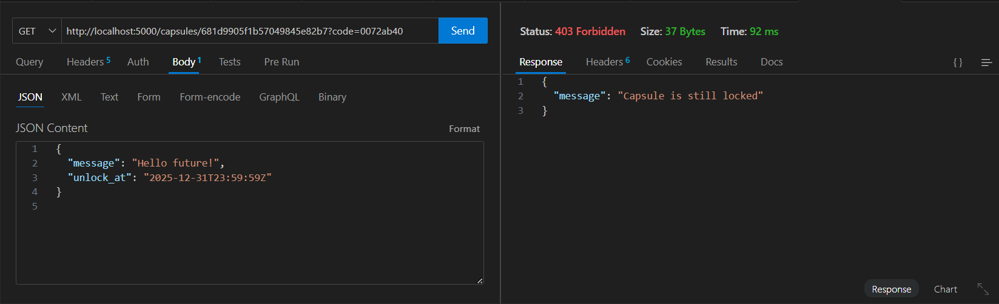 GET http://localhost:5000/capsules/681d9905f1b57049845e82b7?code=0072ab40 Send
Query Headers 5 Auth Body 1 Tests Pre Run
JSON XML Text Form Form-encode GraphQL Binary
JSON Content Format
1 {
2 "message": "Hello future!",
3 "unlock_at": "2025-12-31T23:59:59Z"
4 }
5
Status: 403 Forbidden Size: 37 Bytes Time: 92 ms
Response Headers 6 Cookies Results Docs { }
1 {
2 "message": "Capsule is still locked"
3 }
Response Chart